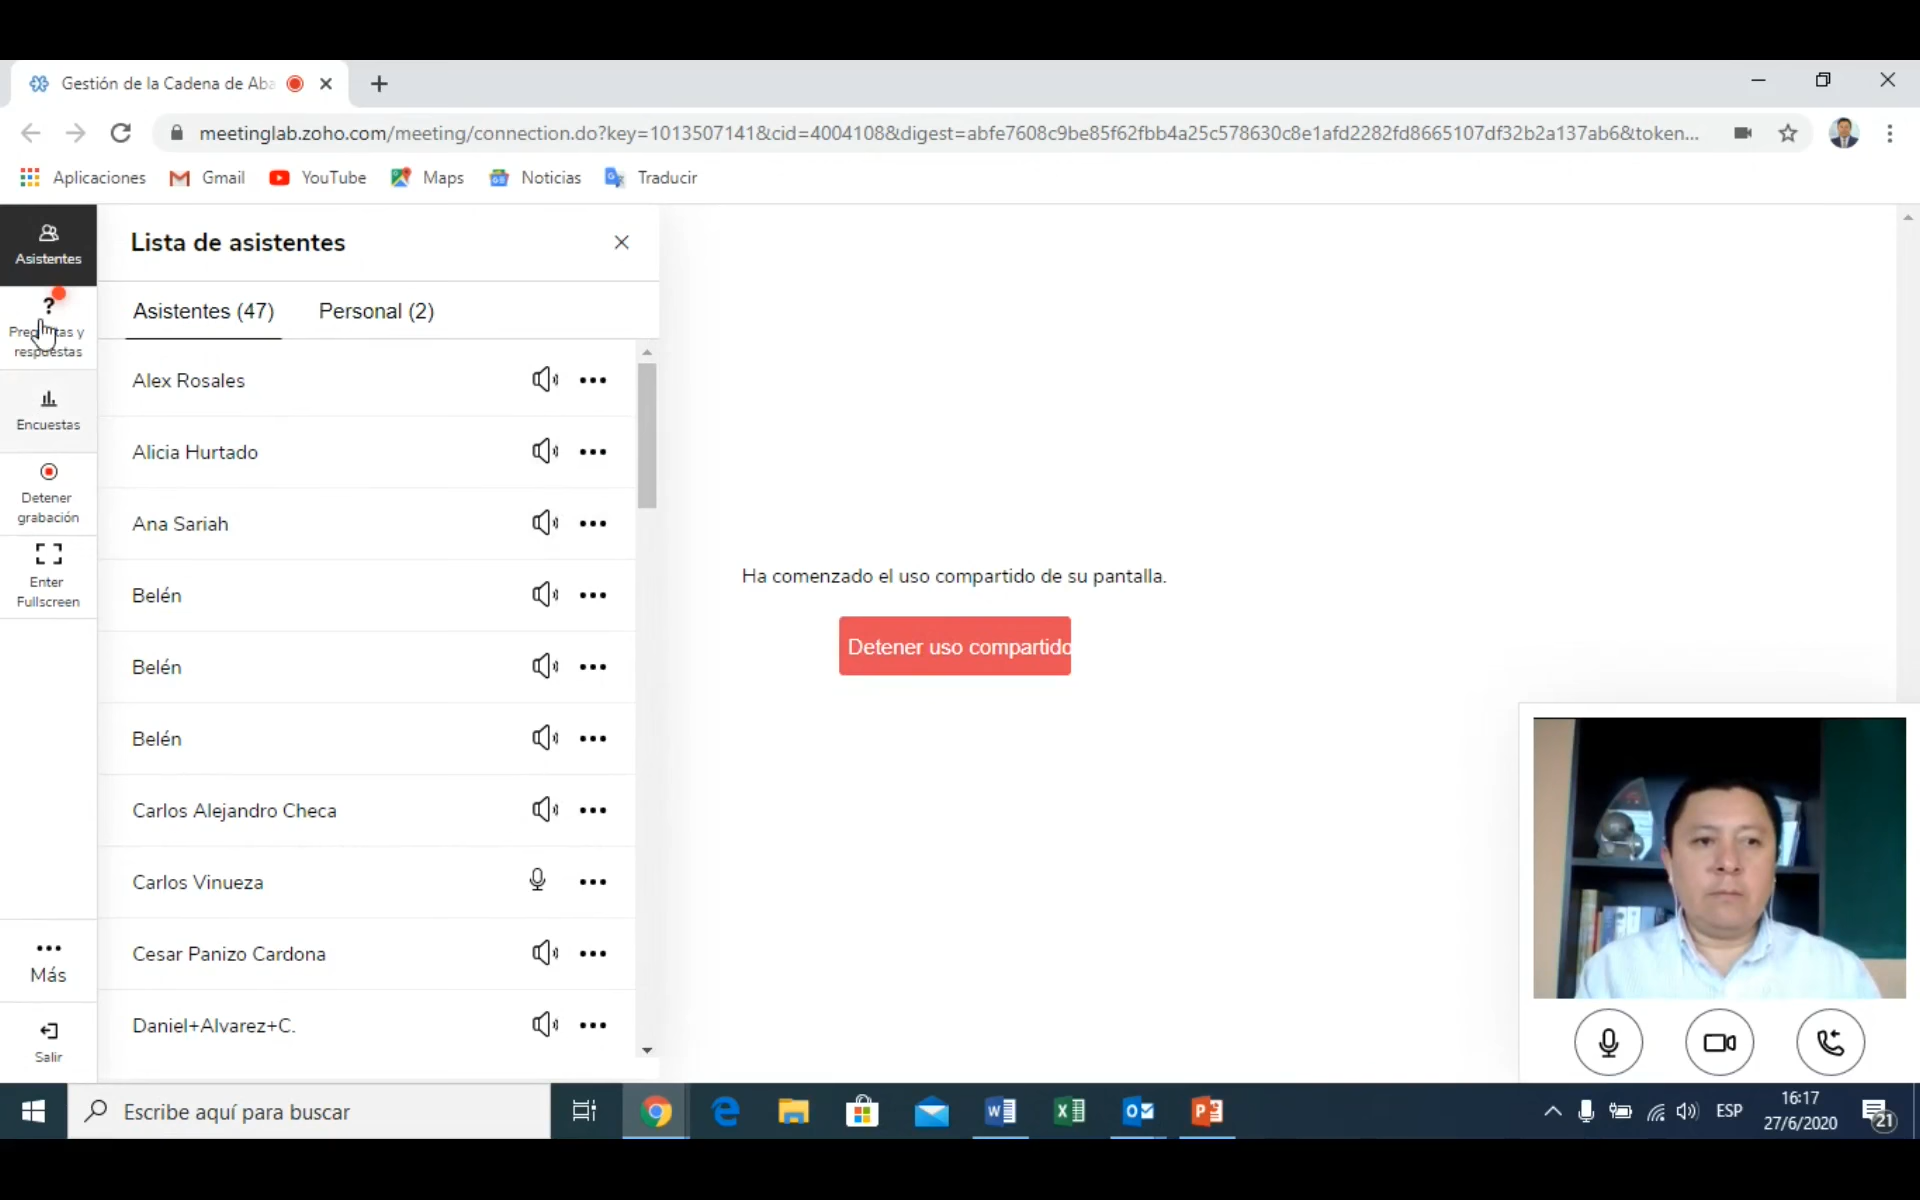 Gestión de la Cadena de Aba
meetinglab.zoho.com/meeting/connection.do?key=1013507141&cid=4004108&digest=abfe7608c9be85f62fbb4a25c578630c8e1afd2282fd8665107df32b2a137ab6&token...
Aplicaciones Gmail YouTube Maps Noticias Traducir
Asistentes
Preguntas y
respuestas
Encuestas
Detener
grabación
Enter
Fullscreen
Más
Salir
Lista de asistentes
Asistentes (47) Personal (2)
Alex Rosales
Alicia Hurtado
Ana Sariah
Belén
Belén
Belén
Carlos Alejandro Checa
Carlos Vinueza
Cesar Panizo Cardona
Daniel+Alvarez+C.
Ha comenzado el uso compartido de su pantalla.
Detener uso compartido
Escribe aquí para buscar
ESP
16:17
27/6/2020
21